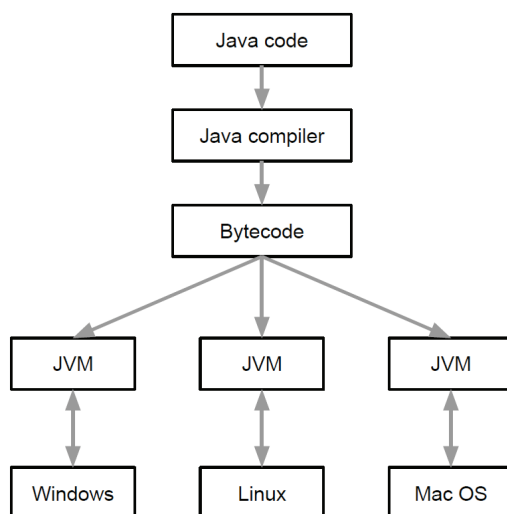 Java code
Java compiler
Bytecode
JVM
JVM
JVM
Windows
Linux
Mac OS